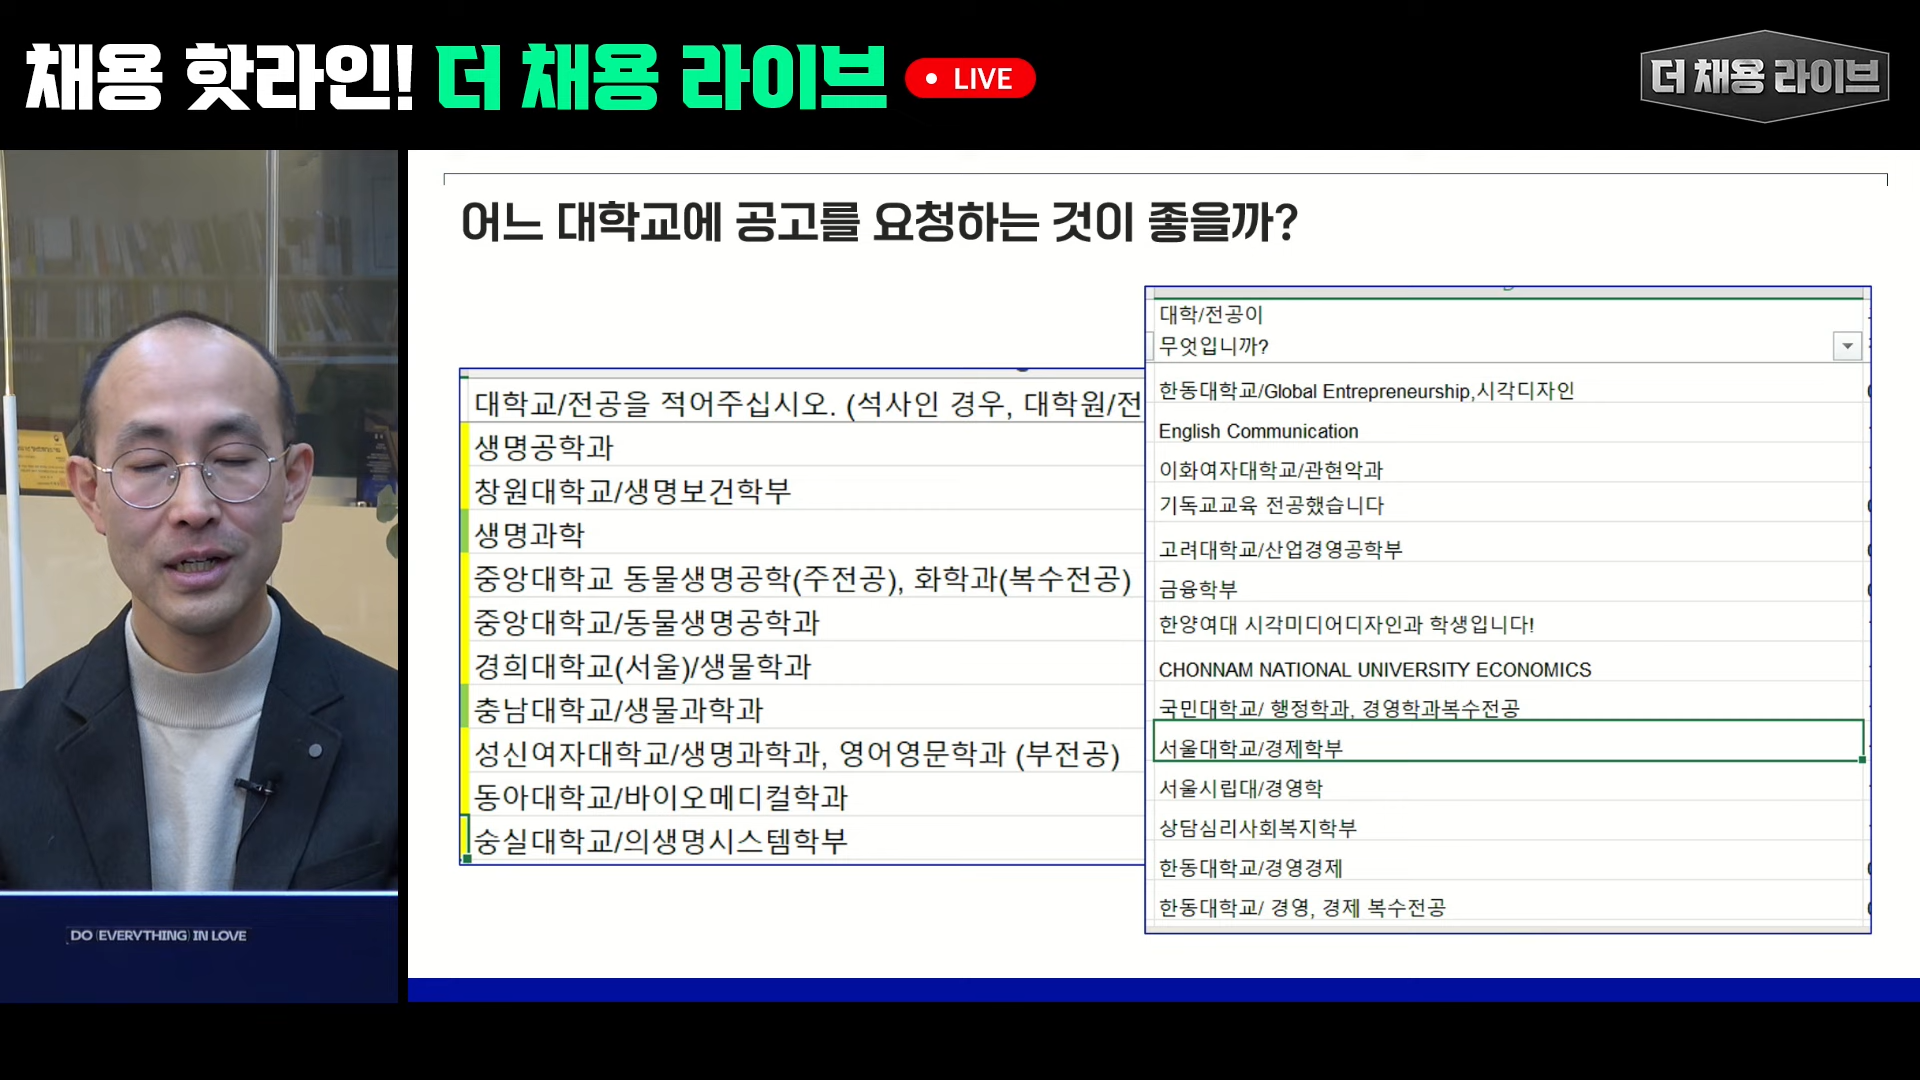 채용 핫라인! 더 채용 라이브 • LIVE
더 채용 라이브
어느 대학교에 공고를 요청하는 것이 좋을까?
대학교/전공을 적어주십시오. (석사인 경우, 대학원/전
생명공학과
창원대학교/생명보건학부
생명과학
중앙대학교 동물생명공학(주전공), 화학과(복수전공)
중앙대학교/동물생명공학과
경희대학교(서울)/생물학과
충남대학교/생물과학과
성신여자대학교/생명과학과, 영어영문학과 (부전공)
동아대학교/바이오메디컬학과
숭실대학교/의생명시스템학부
대학/전공이
무엇입니까?
한동대학교/Global Entrepreneurship,시각디자인
English Communication
이화여자대학교/관현악과
기독교교육 전공했습니다
고려대학교/산업경영공학부
금융학부
한양여대 시각미디어디자인과 학생입니다!
CHONNAM NATIONAL UNIVERSITY ECONOMICS
국민대학교/ 행정학과, 경영학과복수전공
서울대학교/경제학부
서울시립대/경영학
상담심리사회복지학부
한동대학교/경영경제
한동대학교/ 경영, 경제 복수전공
DO (EVERYTHING) IN LOVE